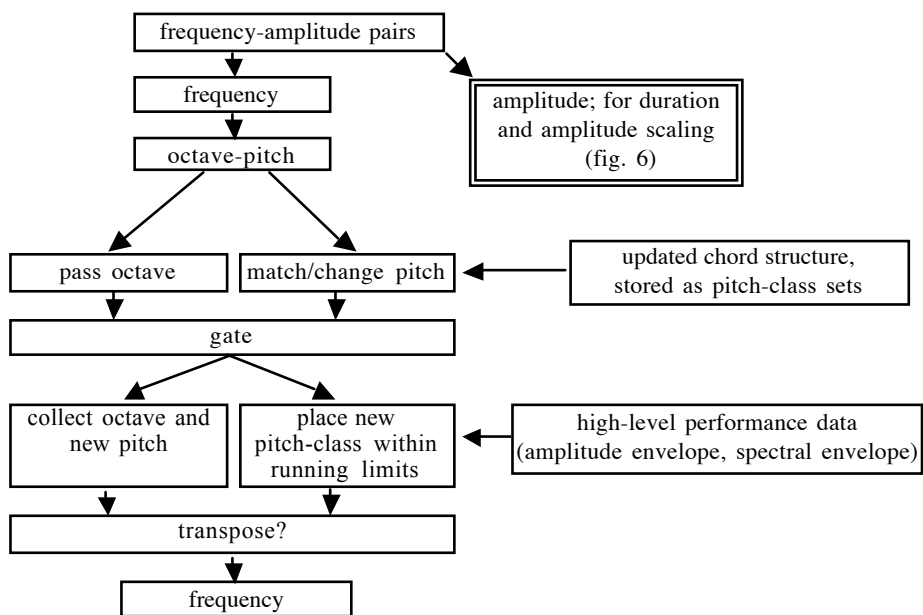 frequency-amplitude pairs
frequency
amplitude; for duration
and amplitude scaling
(fig. 6)
octave-pitch
pass octave
match/change pitch
updated chord structure,
stored as pitch-class sets
gate
collect octave and
new pitch
place new
pitch-class within
running limits
high-level performance data
(amplitude envelope, spectral envelope)
transpose?
frequency